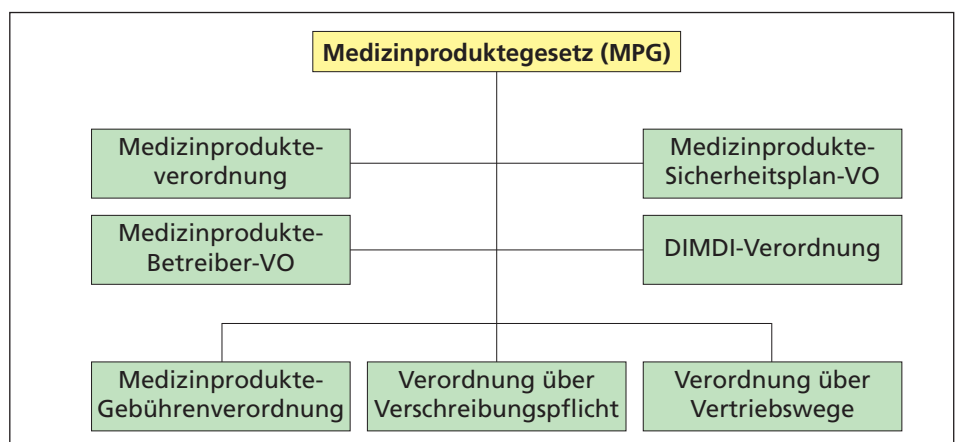 Medizinproduktegesetz (MPG)
Medizinprodukte-
verordnung
Medizinprodukte-
Sicherheitsplan-VO
Medizinprodukte-
Betreiber-VO
DIMDI-Verordnung
Medizinprodukte-
Gebührenverordnung
Verordnung über
Verschreibungspflicht
Verordnung über
Vertriebswege